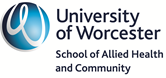 University
of Worcester
School of Allied Health
and Community